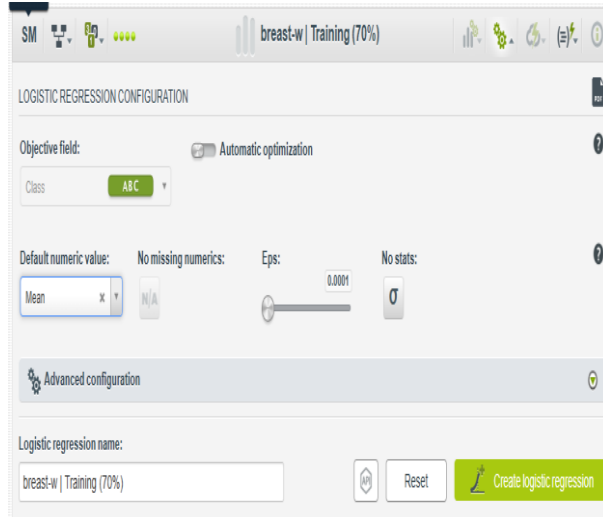 SM
breast-w | Training (70%)
LOGISTIC REGRESSION CONFIGURATION
PDF
Objective field:
Automatic optimization
?
Class ABC
Default numeric value: No missing numerics: Eps: No stats:
?
0.0001
Mean x N/A σ
Advanced configuration
Logistic regression name:
breast-w | Training (70%) API Reset Create logistic regression